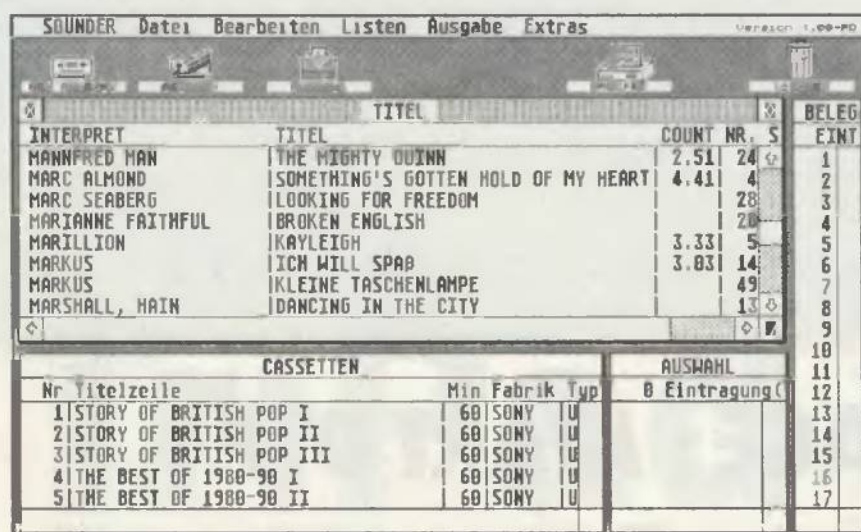 SOUNDER Datei Bearbeiten Listen Ausgabe Extras Version 1.00-PD
TITEL
INTERPRET TITEL COUNT NR. S
MANNFRED MAN |THE MIGHTY QUINN | 2.51| 24
MARC ALMOND |SOMETHING'S GOTTEN HOLD OF MY HEART| 4.41| 4
MARC SEABERG |LOOKING FOR FREEDOM | | 28
MARIANNE FAITHFUL |BROKEN ENGLISH | | 20
MARILLION |KAYLEIGH | 3.33| 5
MARKUS |ICH WILL SPAß | 3.03| 14
MARKUS |KLEINE TASCHENLAMPE | | 49
MARSHALL, HAIN |DANCING IN THE CITY | | 13
CASSETTEN
Nr Titelzeile Min Fabrik Typ
1|STORY OF BRITISH POP I | 60|SONY |U
2|STORY OF BRITISH POP II | 60|SONY |U
3|STORY OF BRITISH POP III | 60|SONY |U
4|THE BEST OF 1980-90 I | 60|SONY |U
5|THE BEST OF 1980-90 II | 60|SONY |U
AUSWAHL
0 Eintragung(
BELEG
EINT
1
2
3
4
5
6
7
8
9
10
11
12
13
14
15
16
17